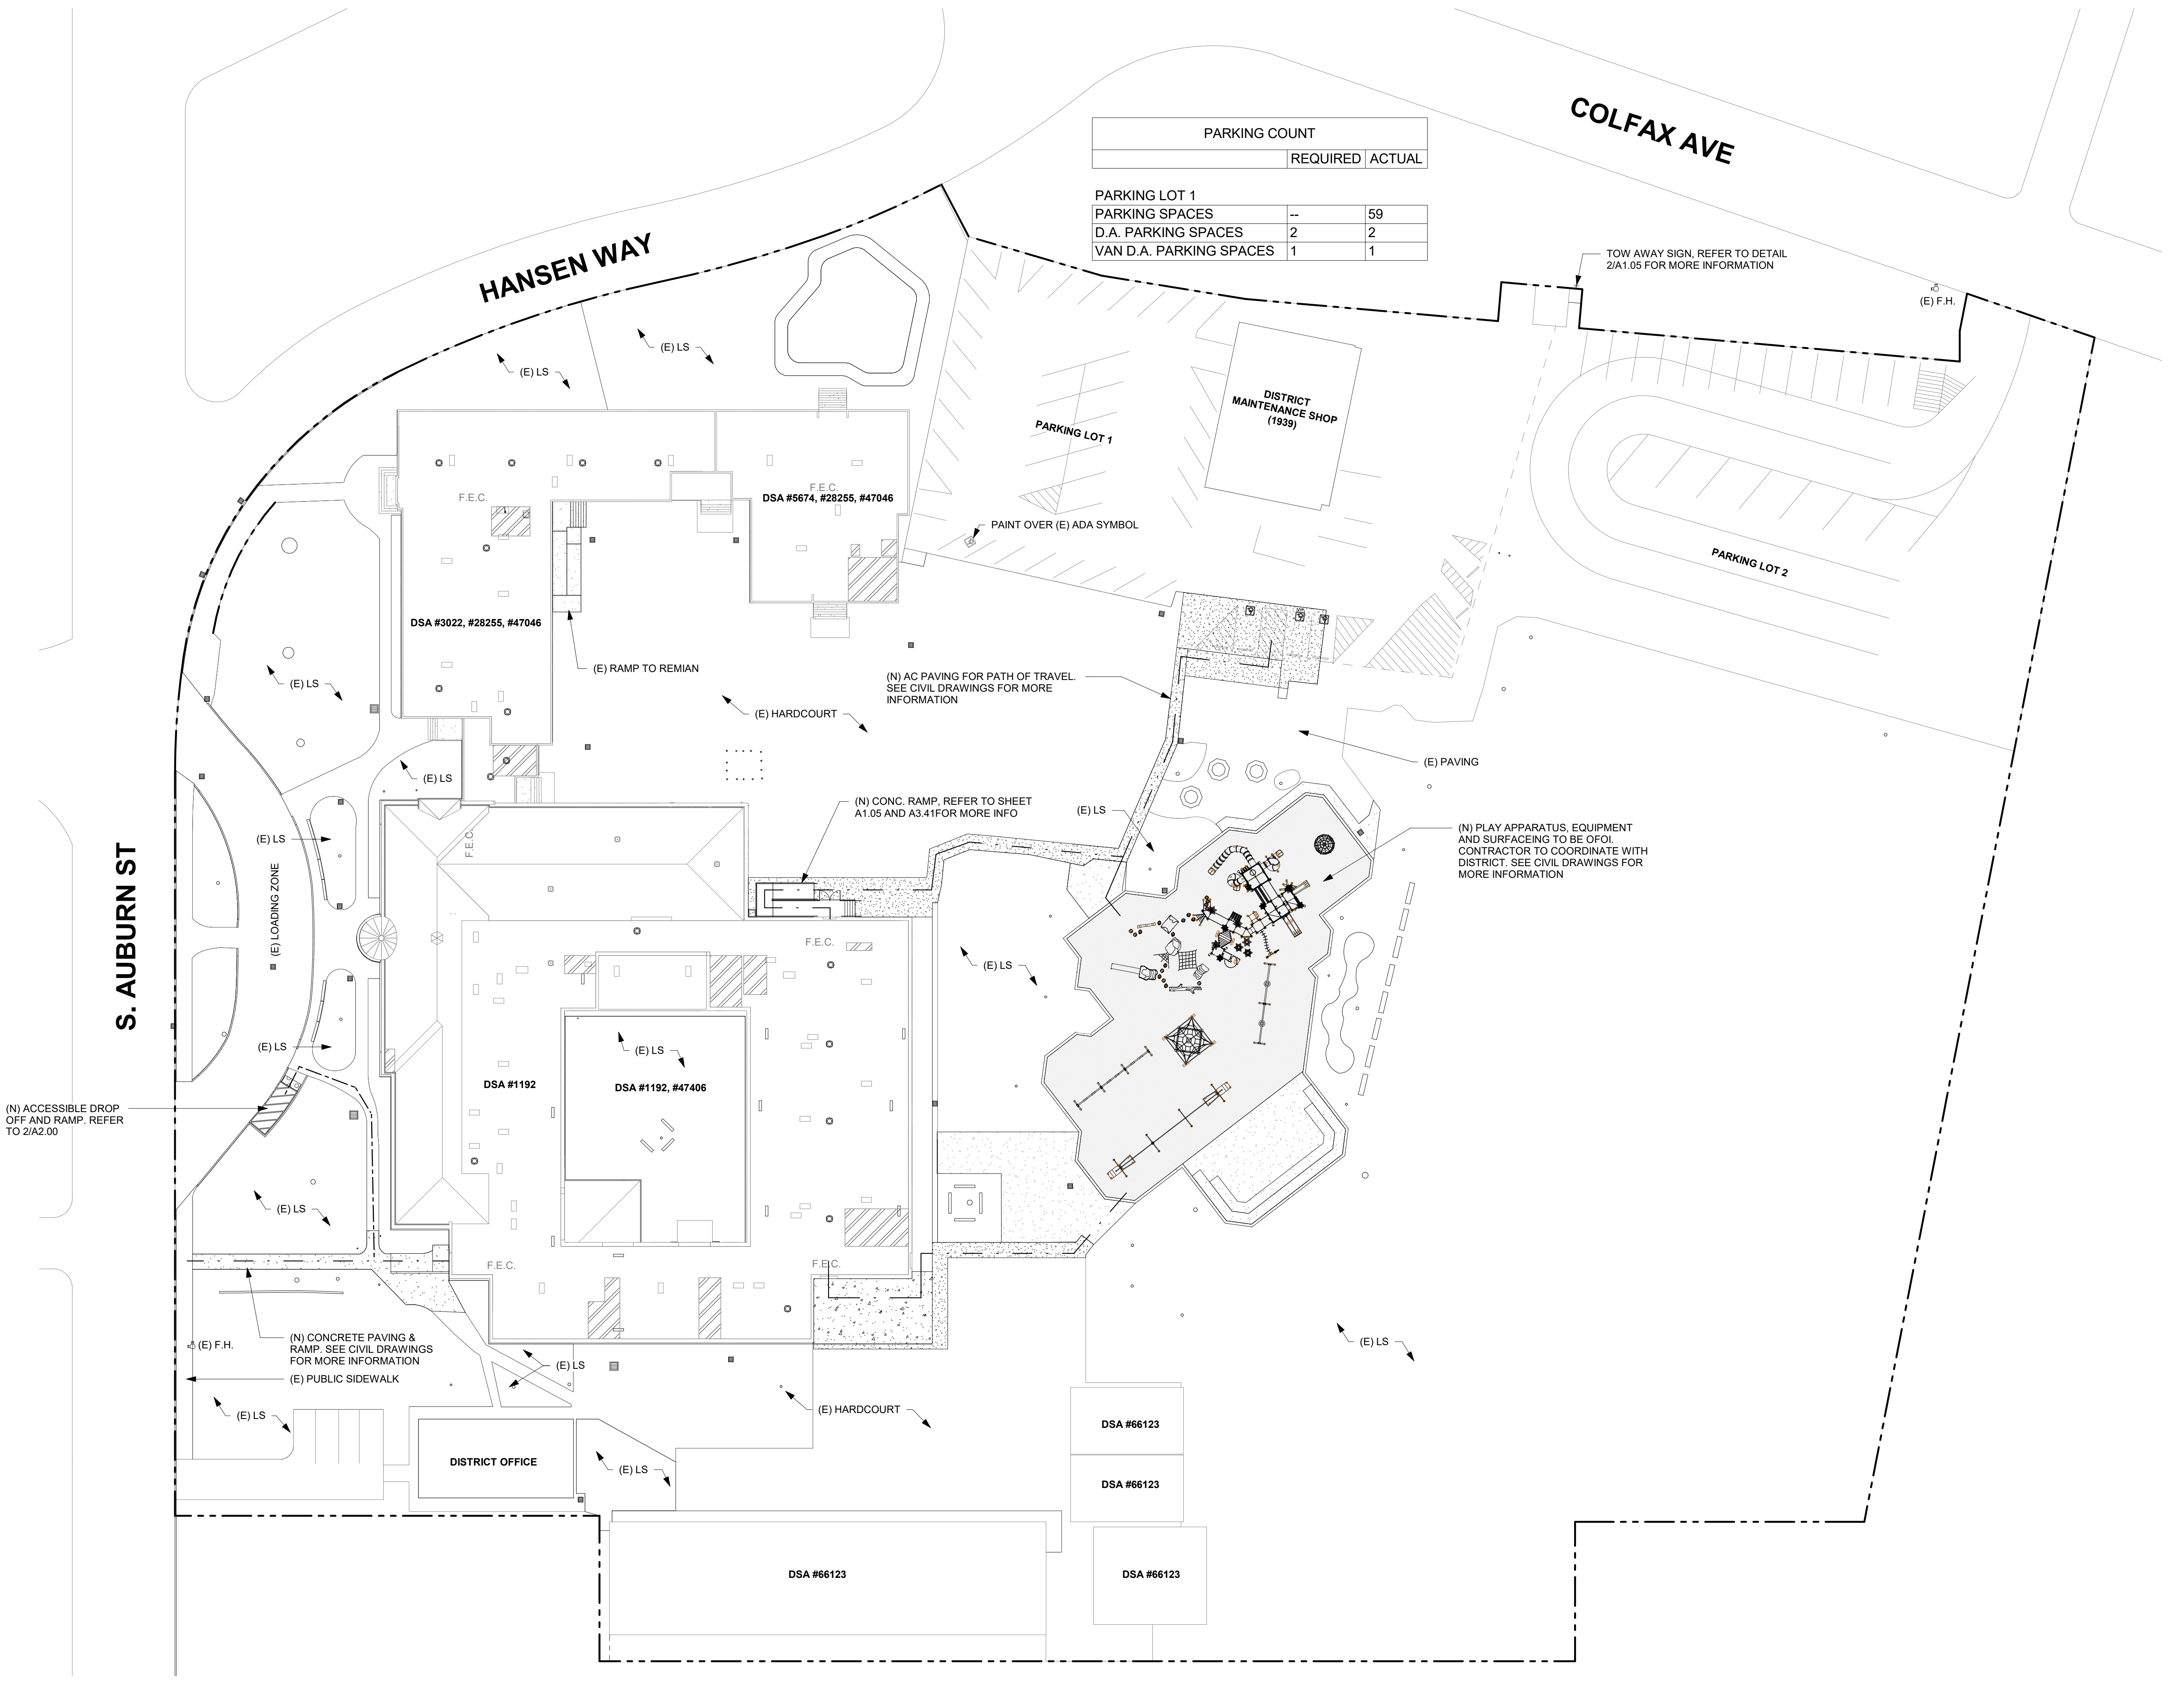 COLFAX AVE
PARKING COUNT
REQUIRED ACTUAL
PARKING LOT 1
PARKING SPACES -- 59
D.A. PARKING SPACES 2 2
VAN D.A. PARKING SPACES 1 1
HANSEN WAY
TOW AWAY SIGN, REFER TO DETAIL
2/A1.05 FOR MORE INFORMATION
(E) F.H.
(E) LS
(E) LS
DISTRICT
MAINTENANCE SHOP
(1939)
PARKING LOT 1
F.E.C.
F.E.C.
DSA #5674, #28255, #47046
PAINT OVER (E) ADA SYMBOL
PARKING LOT 2
DSA #3022, #28255, #47046
(E) RAMP TO REMIAN
(E) LS
(N) AC PAVING FOR PATH OF TRAVEL.
SEE CIVIL DRAWINGS FOR MORE
INFORMATION
(E) HARDCOURT
(E) PAVING
(E) LS
(N) CONC. RAMP, REFER TO SHEET
A1.05 AND A3.41FOR MORE INFO
(E) LS
(N) PLAY APPARATUS, EQUIPMENT
AND SURFACEING TO BE OFOI.
CONTRACTOR TO COORDINATE WITH
DISTRICT. SEE CIVIL DRAWINGS FOR
MORE INFORMATION
(E) LS
F.E.C.
(E) LOADING ZONE
S. AUBURN ST
F.E.C.
(E) LS
(E) LS
(E) LS
DSA #1192
DSA #1192, #47406
(N) ACCESSIBLE DROP
OFF AND RAMP. REFER
TO 2/A2.00
(E) LS
F.E.C.
F.E.C.
(N) CONCRETE PAVING &
RAMP. SEE CIVIL DRAWINGS
FOR MORE INFORMATION
(E) F.H.
(E) PUBLIC SIDEWALK
(E) LS
(E) LS
(E) LS
(E) HARDCOURT
DSA #66123
DISTRICT OFFICE
(E) LS
DSA #66123
DSA #66123
DSA #66123